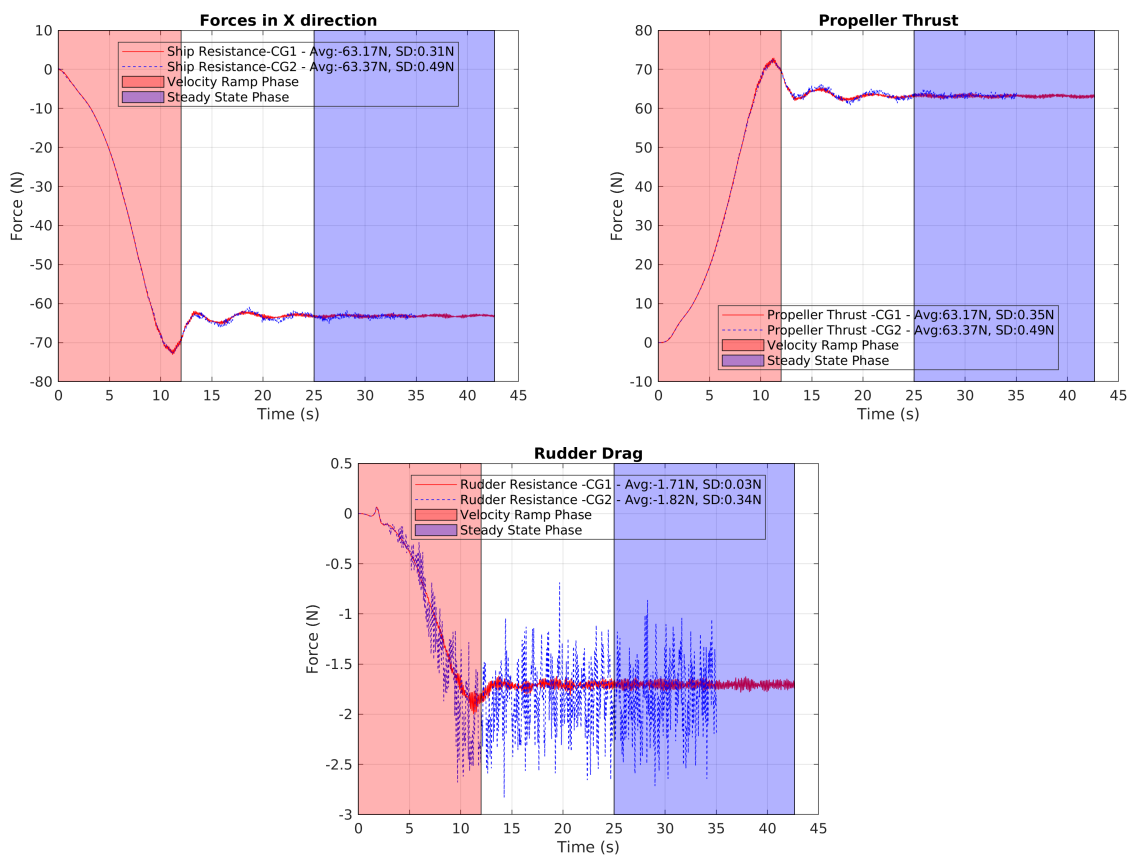 Forces in X direction
10
0
-10
-20
-30
-40
-50
-60
-70
-80
Force (N)
Ship Resistance-CG1 - Avg:-63.17N, SD:0.31N
Ship Resistance-CG2 - Avg:-63.37N, SD:0.49N
Velocity Ramp Phase
Steady State Phase
0 5 10 15 20 25 30 35 40 45
Time (s)
Propeller Thrust
80
70
60
50
40
30
20
10
0
-10
Force (N)
Propeller Thrust -CG1 - Avg:63.17N, SD:0.35N
Propeller Thrust -CG2 - Avg:63.37N, SD:0.49N
Velocity Ramp Phase
Steady State Phase
0 5 10 15 20 25 30 35 40 45
Time (s)
Rudder Drag
0.5
0
-0.5
-1
-1.5
-2
-2.5
-3
Force (N)
Rudder Resistance -CG1 - Avg:-1.71N, SD:0.03N
Rudder Resistance -CG2 - Avg:-1.82N, SD:0.34N
Velocity Ramp Phase
Steady State Phase
0 5 10 15 20 25 30 35 40 45
Time (s)